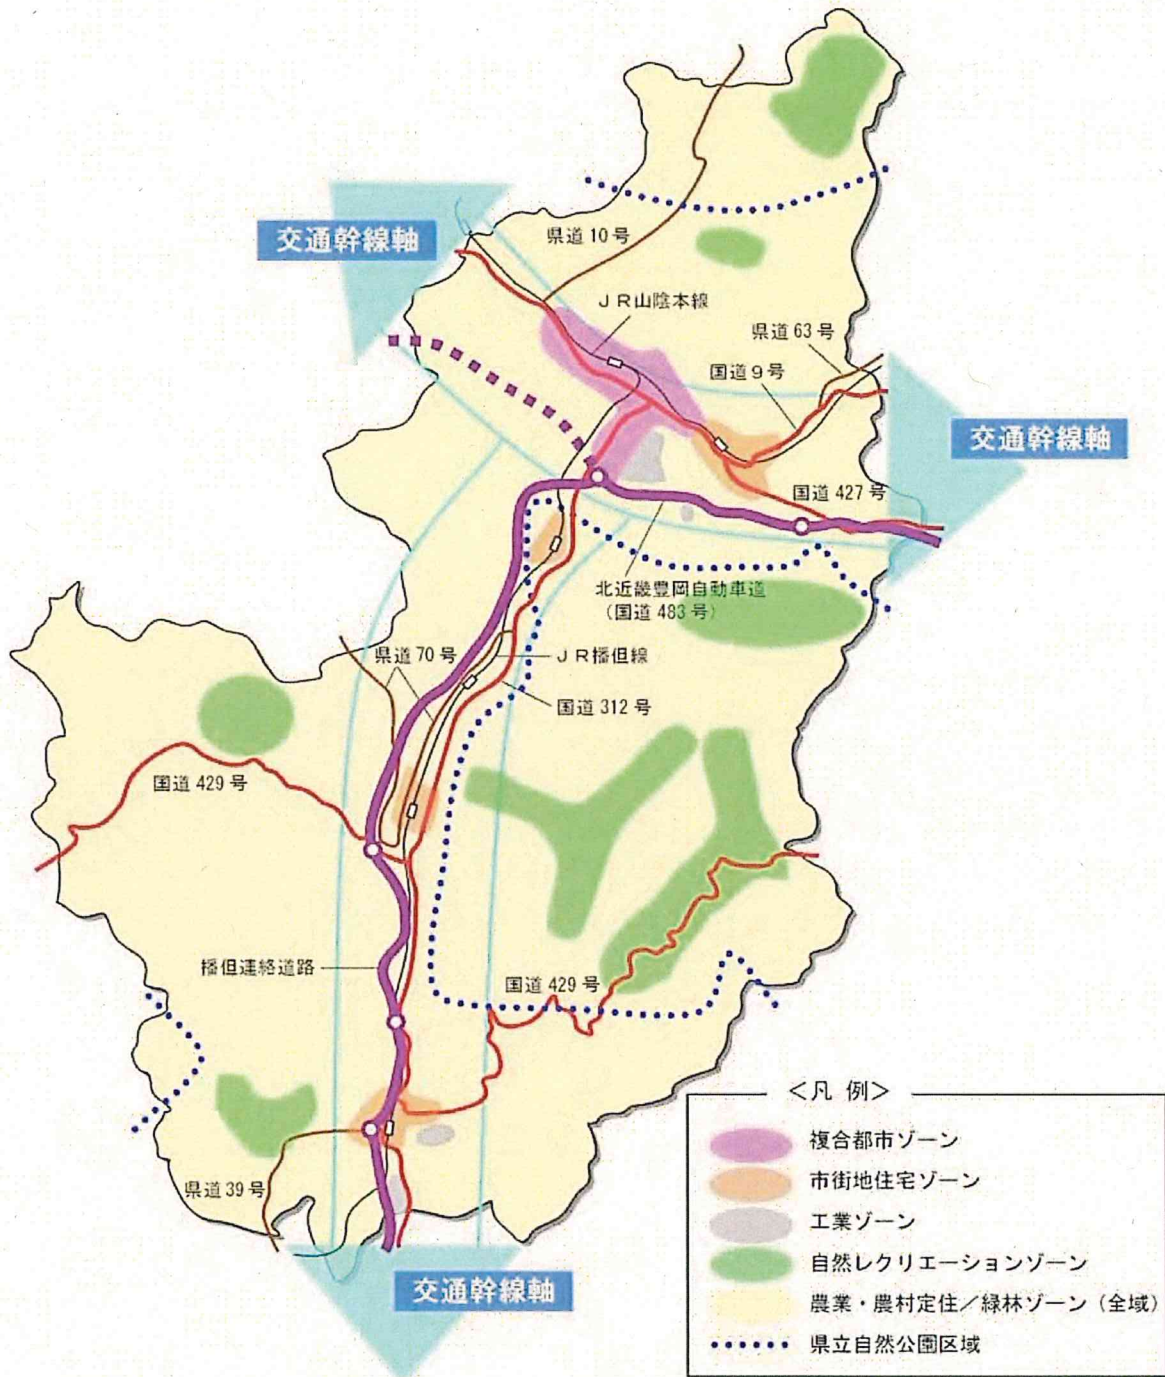 交通幹線軸
県道10号
JR山陰本線
県道63号
国道9号
交通幹線軸
国道427号
北近畿豊岡自動車道
(国道483号)
県道70号
JR播但線
国道312号
国道429号
播但連絡道路
国道429号
県道39号
交通幹線軸
<凡 例>
複合都市ゾーン
市街地住宅ゾーン
工業ゾーン
自然レクリエーションゾーン
農業・農村定住/緑林ゾーン(全域)
県立自然公園区域